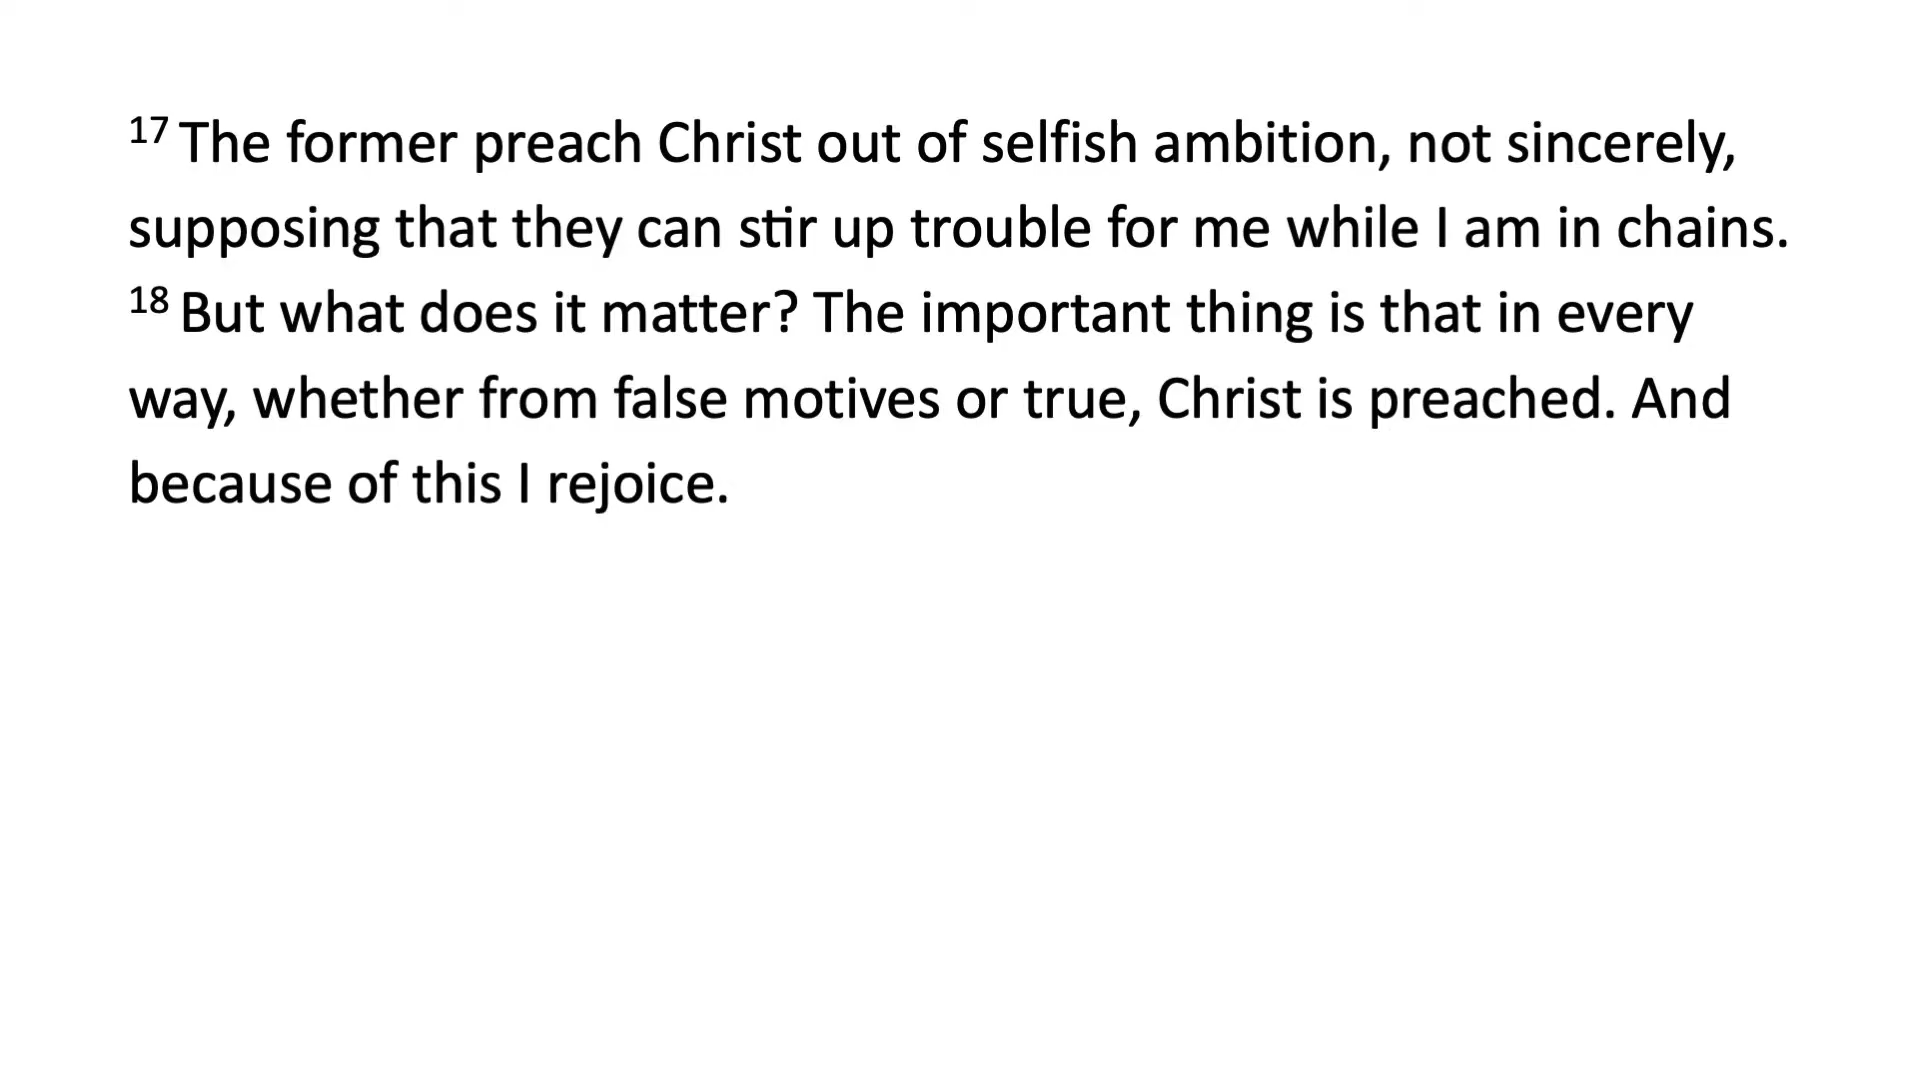 17 The former preach Christ out of selfish ambition, not sincerely,
supposing that they can stir up trouble for me while I am in chains.
18 But what does it matter? The important thing is that in every
way, whether from false motives or true, Christ is preached. And
because of this I rejoice.